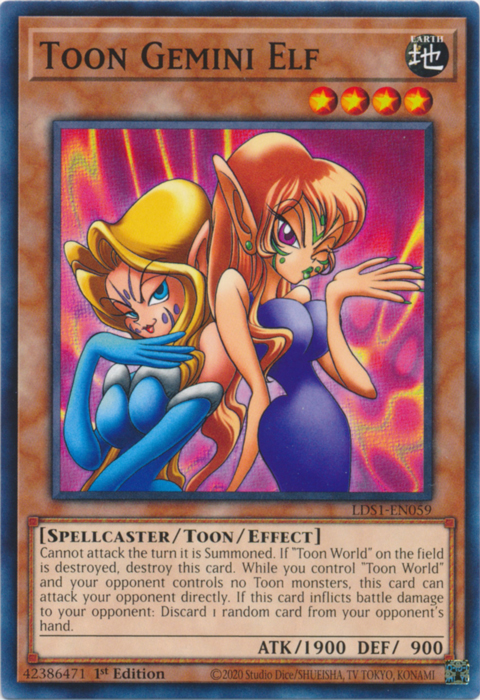 TOON GEMINI ELF
EARTH
地
LDS1-EN059
[SPELLCASTER/TOON/EFFECT]
Cannot attack the turn it is Summoned. If "Toon World" on the field
is destroyed, destroy this card. While you control "Toon World"
and your opponent controls no Toon monsters, this card can
attack your opponent directly. If this card inflicts battle damage
to your opponent: Discard 1 random card from your opponent's
hand.
ATK/1900 DEF/ 900
42386471 1st Edition ©2020 Studio Dice/SHUEISHA, TV TOKYO, KONAMI